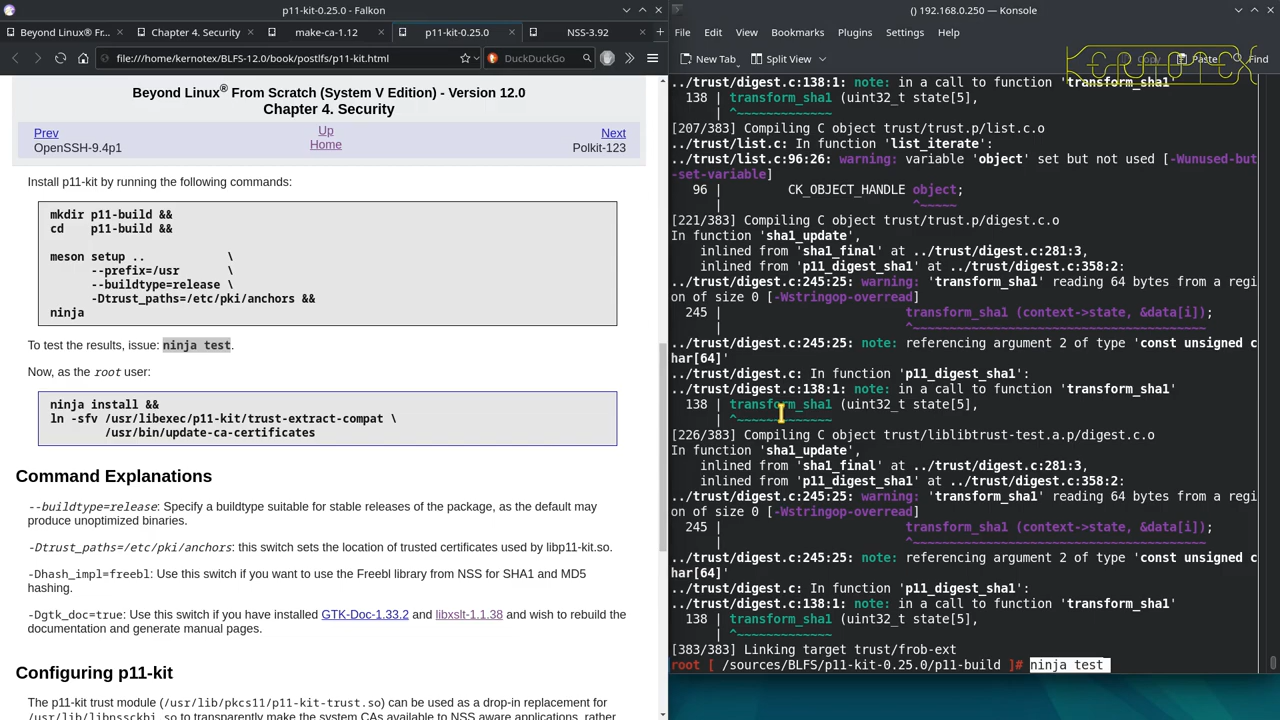 p11-kit-0.25.0 - Falkon
Beyond Linux® Fr...
Chapter 4. Security
make-ca-1.12
p11-kit-0.25.0
NSS-3.92
file:///home/kernotex/BLFS-12.0/book/postlfs/p11-kit.html
DuckDuckGo
Beyond Linux® From Scratch (System V Edition) - Version 12.0
Chapter 4. Security
Prev
Up
Next
OpenSSH-9.4p1
Home
Polkit-123
Install p11-kit by running the following commands:
mkdir p11-build &&
cd    p11-build &&
meson setup ..            \
--prefix=/usr       \
--buildtype=release \
-Dtrust_paths=/etc/pki/anchors &&
ninja
To test the results, issue: ninja test.
Now, as the root user:
ninja install &&
ln -sfv /usr/libexec/p11-kit/trust-extract-compat \
/usr/bin/update-ca-certificates
Command Explanations
--buildtype=release: Specify a buildtype suitable for stable releases of the package, as the default may
produce unoptimized binaries.
-Dtrust_paths=/etc/pki/anchors: this switch sets the location of trusted certificates used by libp11-kit.so.
-Dhash_impl=freebl: Use this switch if you want to use the Freebl library from NSS for SHA1 and MD5
hashing.
-Dgtk_doc=true: Use this switch if you have installed GTK-Doc-1.33.2 and libxslt-1.1.38 and wish to rebuild the
documentation and generate manual pages.
Configuring p11-kit
The p11-kit trust module (/usr/lib/pkcs11/p11-kit-trust.so) can be used as a drop-in replacement for
/usr/lib/libnssckbi.so to transparently make the system CAs available to NSS aware applications, rather
() 192.168.0.250 — Konsole
File Edit View Bookmarks Plugins Settings Help
New Tab Split View Copy Paste Find
KERNOTEX
../trust/digest.c:138:1: note: in a call to function 'transform_sha1'
138 | transform_sha1 (uint32_t state[5],
| ^~~~~~~~~~~~~~
[207/383] Compiling C object trust/trust.p/list.c.o
../trust/list.c: In function 'list_iterate':
../trust/list.c:96:26: warning: variable 'object' set but not used [-Wunused-but
-set-variable]
96 |         CK_OBJECT_HANDLE object;
|                          ^~~~~~
[221/383] Compiling C object trust/trust.p/digest.c.o
In function 'sha1_update',
inlined from 'sha1_final' at ../trust/digest.c:281:3,
inlined from 'p11_digest_sha1' at ../trust/digest.c:358:2:
../trust/digest.c:245:25: warning: 'transform_sha1' reading 64 bytes from a regi
on of size 0 [-Wstringop-overread]
245 |                         transform_sha1 (context->state, &data[i]);
|                         ^~~~~~~~~~~~~~~~~~~~~~~~~~~~~~~~~~~~~~~~~
../trust/digest.c:245:25: note: referencing argument 2 of type 'const unsigned c
har[64]'
../trust/digest.c: In function 'p11_digest_sha1':
../trust/digest.c:138:1: note: in a call to function 'transform_sha1'
138 | transform_sha1 (uint32_t state[5],
| ^~~~~~~~~~~~~~
[226/383] Compiling C object trust/liblibtrust-test.a.p/digest.c.o
In function 'sha1_update',
inlined from 'sha1_final' at ../trust/digest.c:281:3,
inlined from 'p11_digest_sha1' at ../trust/digest.c:358:2:
../trust/digest.c:245:25: warning: 'transform_sha1' reading 64 bytes from a regi
on of size 0 [-Wstringop-overread]
245 |                         transform_sha1 (context->state, &data[i]);
|                         ^~~~~~~~~~~~~~~~~~~~~~~~~~~~~~~~~~~~~~~~~
../trust/digest.c:245:25: note: referencing argument 2 of type 'const unsigned c
har[64]'
../trust/digest.c: In function 'p11_digest_sha1':
../trust/digest.c:138:1: note: in a call to function 'transform_sha1'
138 | transform_sha1 (uint32_t state[5],
| ^~~~~~~~~~~~~~
[383/383] Linking target trust/frob-ext
root [ /sources/BLFS/p11-kit-0.25.0/p11-build ]# ninja test